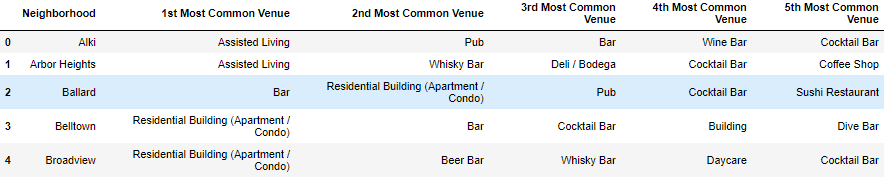 Neighborhood 1st Most Common Venue 2nd Most Common Venue 3rd Most Common Venue 4th Most Common Venue 5th Most Common Venue
0 Alki Assisted Living Pub Bar Wine Bar Cocktail Bar
1 Arbor Heights Assisted Living Whisky Bar Deli / Bodega Cocktail Bar Coffee Shop
2 Ballard Bar Residential Building (Apartment / Condo) Pub Cocktail Bar Sushi Restaurant
3 Belltown Residential Building (Apartment / Condo) Bar Cocktail Bar Building Dive Bar
4 Broadview Residential Building (Apartment / Condo) Beer Bar Whisky Bar Daycare Cocktail Bar